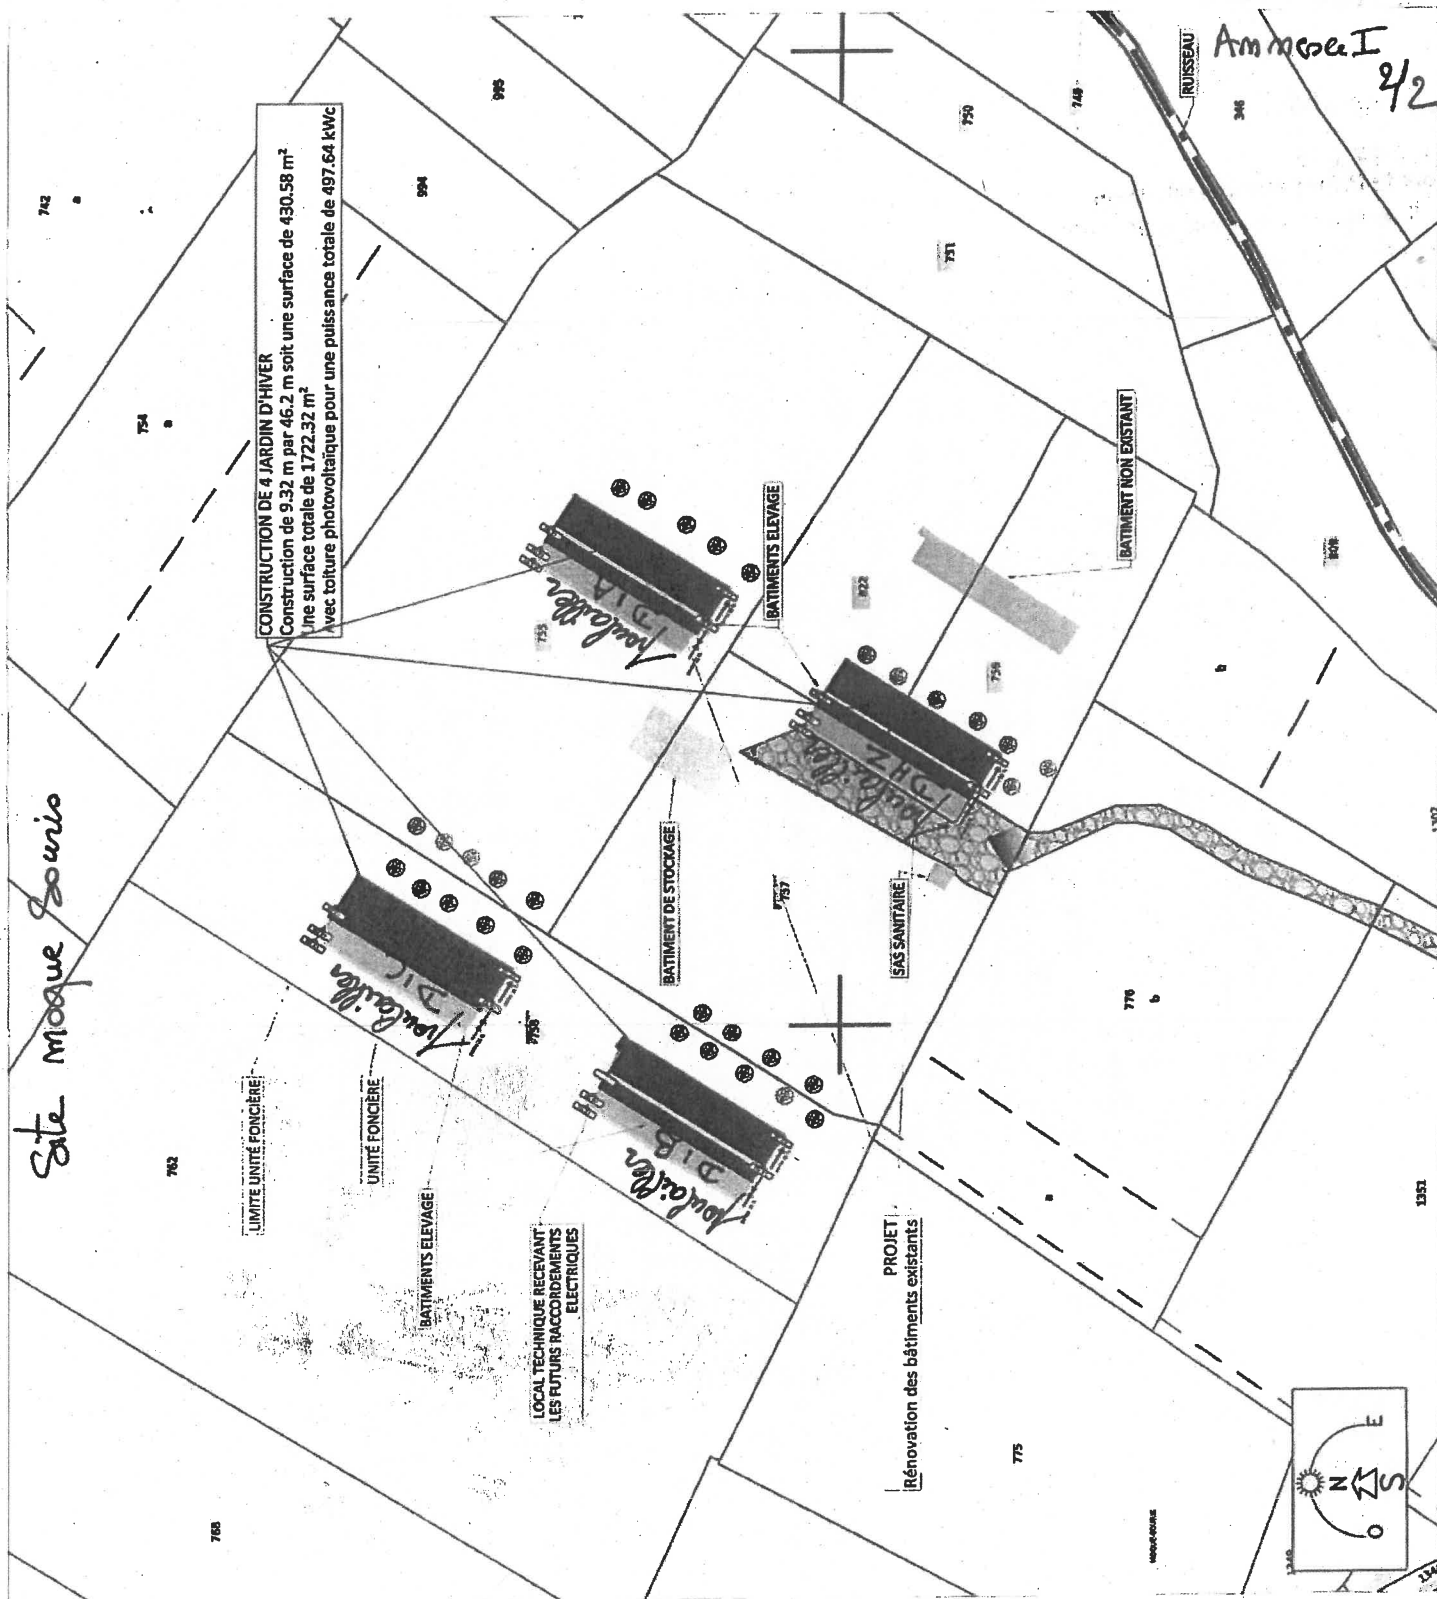 Annexe I
2/2
Site moque souris
CONSTRUCTION DE 4 JARDIN D'HIVER
Construction de 9.32 m par 46.2 m soit une surface de 430.58 m²
Une surface totale de 1722.32 m²
Avec toiture photovoltaïque pour une puissance totale de 497.64 kWc
RUISSEAU
742
a
995
994
750
748
346
751
754
a
755
822
756
809
b
BATIMENTS ELEVAGE
BATIMENT NON EXISTANT
poulailler
D1A
poulailler
DHZ
BATIMENT DE STOCKAGE
SAS SANITAIRE
757
poulailler
D1C
758
poulailler
D1B
LIMITE UNITÉ FONCIÈRE
UNITÉ FONCIÈRE
BATIMENTS ELEVAGE
LOCAL TECHNIQUE RECEVANT
LES FUTURS RACCORDEMENTS
ELECTRIQUES
PROJET
Rénovation des bâtiments existants
762
768
776
b
a
775
1351
1307
N
O
E
S